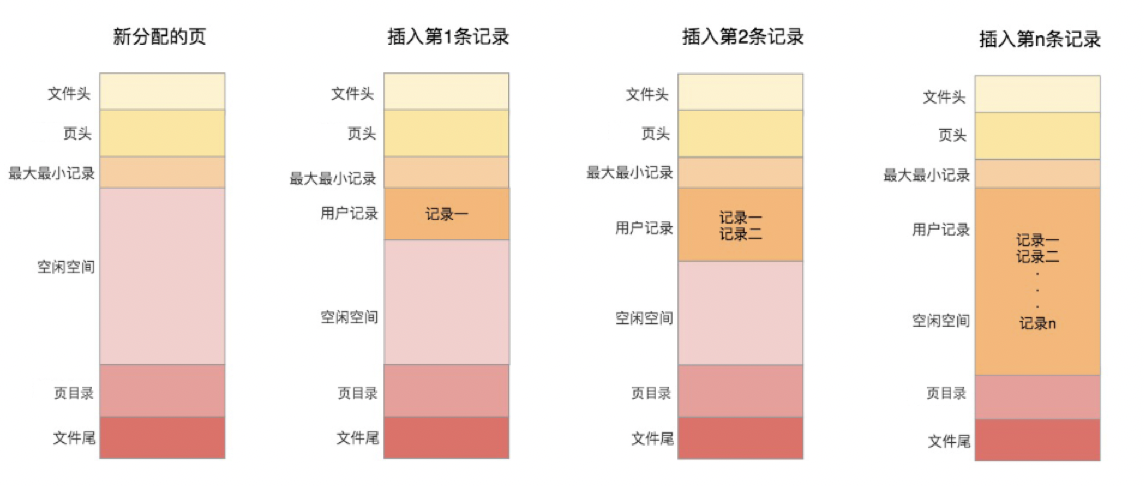 新分配的页
文件头
页头
最大最小记录
空闲空间
页目录
文件尾
插入第1条记录
文件头
页头
最大最小记录
用户记录
记录一
空闲空间
页目录
文件尾
插入第2条记录
文件头
页头
最大最小记录
用户记录
记录一
记录二
空闲空间
页目录
文件尾
插入第n条记录
文件头
页头
最大最小记录
用户记录
记录一
记录二
.
.
.
记录n
空闲空间
页目录
文件尾